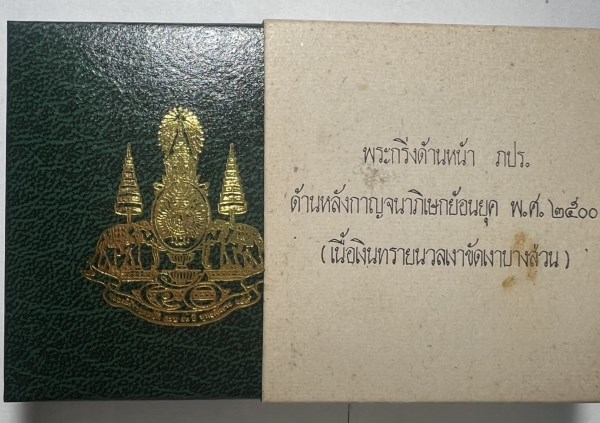 พระกริ่งด้านหน้า ภปร.
ด้านหลังกาญจนาภิเษกย้อนยุค พ.ศ.๒๕๐๐
(เนื้อเงินทรายนวลเงาขัดเงาบางส่วน)